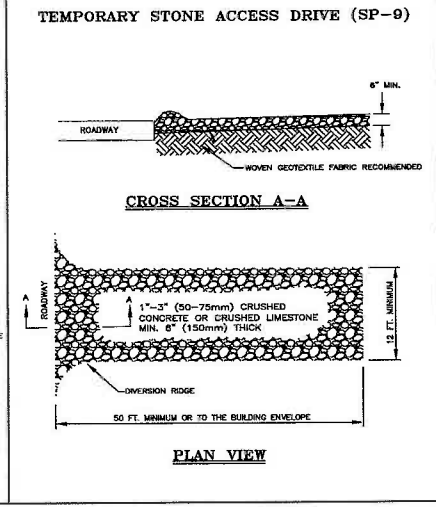 TEMPORARY STONE ACCESS DRIVE (SP-9)
6" MIN.
ROADWAY
WOVEN GEOTEXTILE FABRIC RECOMMENDED
CROSS SECTION A-A
A
ROADWAY
A
1"-3" (50-75mm) CRUSHED
CONCRETE OR CRUSHED LIMESTONE
MIN. 6" (150mm) THICK
12 FT. MINIMUM
DIVERSION RIDGE
50 FT. MINIMUM OR TO THE BUILDING ENVELOPE
PLAN VIEW